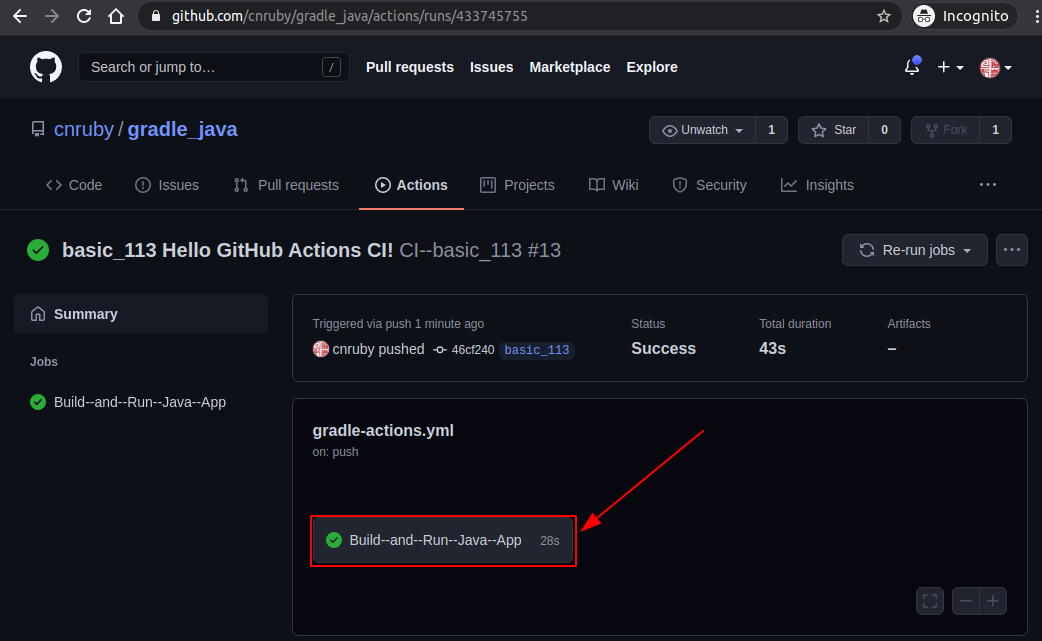 github.com/cnruby/gradle_java/actions/runs/433745755
Incognito
Search or jump to…
/
Pull requests Issues Marketplace Explore
cnruby / gradle_java
Unwatch 1
Star 0
Fork 1
Code Issues Pull requests Actions Projects Wiki Security Insights
basic_113 Hello GitHub Actions CI! CI--basic_113 #13
Re-run jobs
Summary
Jobs
Build--and--Run--Java--App
Triggered via push 1 minute ago
cnruby pushed 46cf240 basic_113
Status
Success
Total duration
43s
Artifacts
–
gradle-actions.yml
on: push
Build--and--Run--Java--App 28s